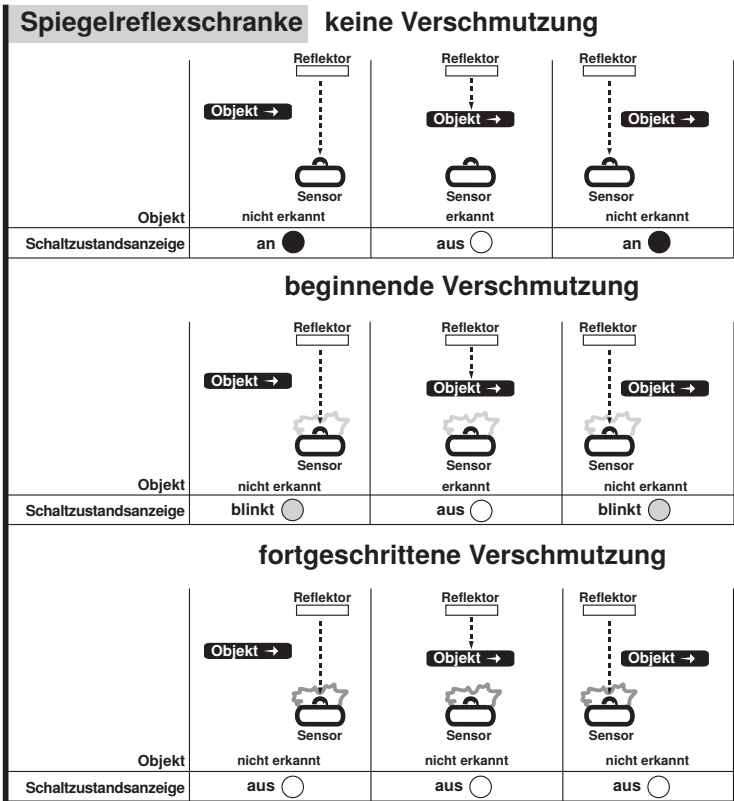 Spiegelreflexschranke keine Verschmutzung
Reflektor Reflektor Reflektor
Objekt → Objekt → Objekt →
Sensor Sensor Sensor
Objekt nicht erkannt erkannt nicht erkannt
Schaltzustandsanzeige an aus an
beginnende Verschmutzung
Reflektor Reflektor Reflektor
Objekt → Objekt → Objekt →
Sensor Sensor Sensor
Objekt nicht erkannt erkannt nicht erkannt
Schaltzustandsanzeige blinkt aus blinkt
fortgeschrittene Verschmutzung
Reflektor Reflektor Reflektor
Objekt → Objekt → Objekt →
Sensor Sensor Sensor
Objekt nicht erkannt nicht erkannt nicht erkannt
Schaltzustandsanzeige aus aus aus